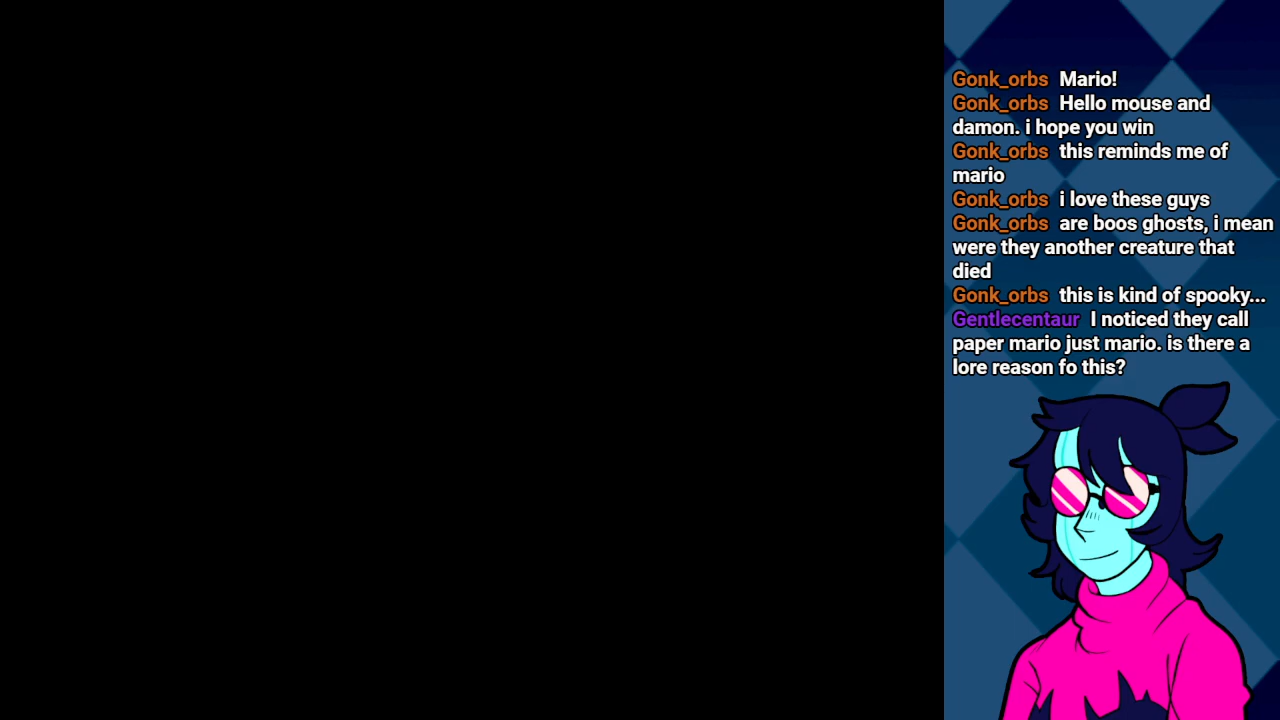 Gonk_orbs Mario!
Gonk_orbs Hello mouse and
damon. i hope you win
Gonk_orbs this reminds me of
mario
Gonk_orbs i love these guys
Gonk_orbs are boos ghosts, i mean
were they another creature that
died
Gonk_orbs this is kind of spooky...
Gentlecentaur I noticed they call
paper mario just mario. is there a
lore reason fo this?